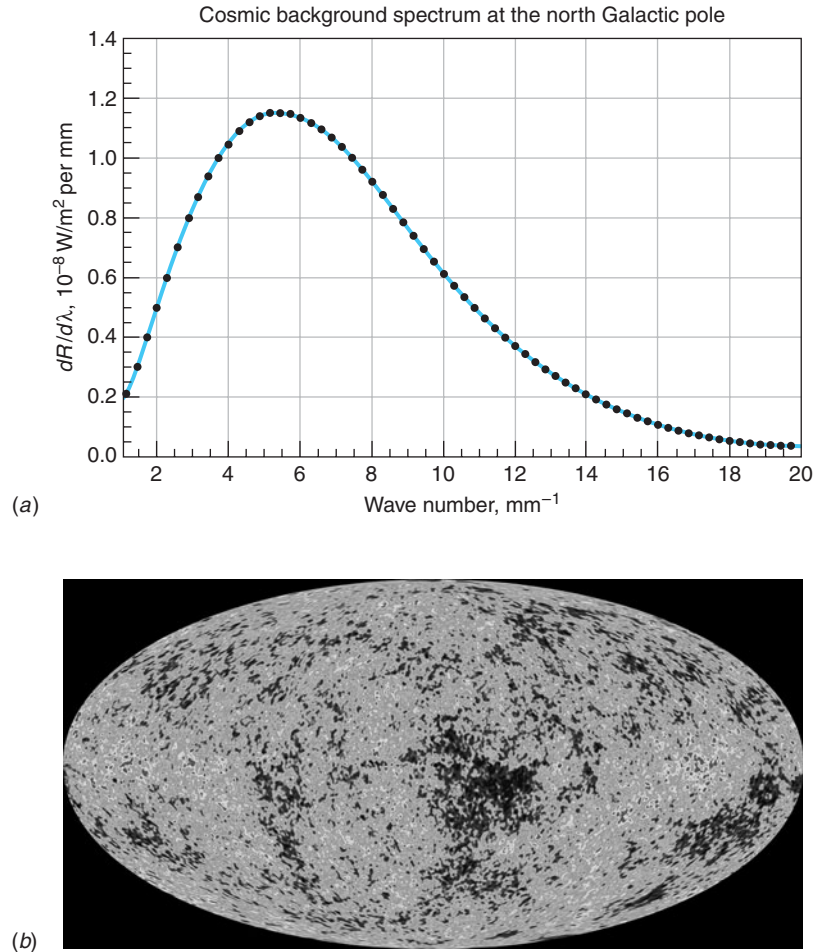 Cosmic background spectrum at the north Galactic pole
1.4
1.2
1.0
0.8
0.6
0.4
0.2
0.0
dR/dλ, 10⁻⁸ W/m² per mm
2 4 6 8 10 12 14 16 18 20
Wave number, mm⁻¹
(a)
(b)